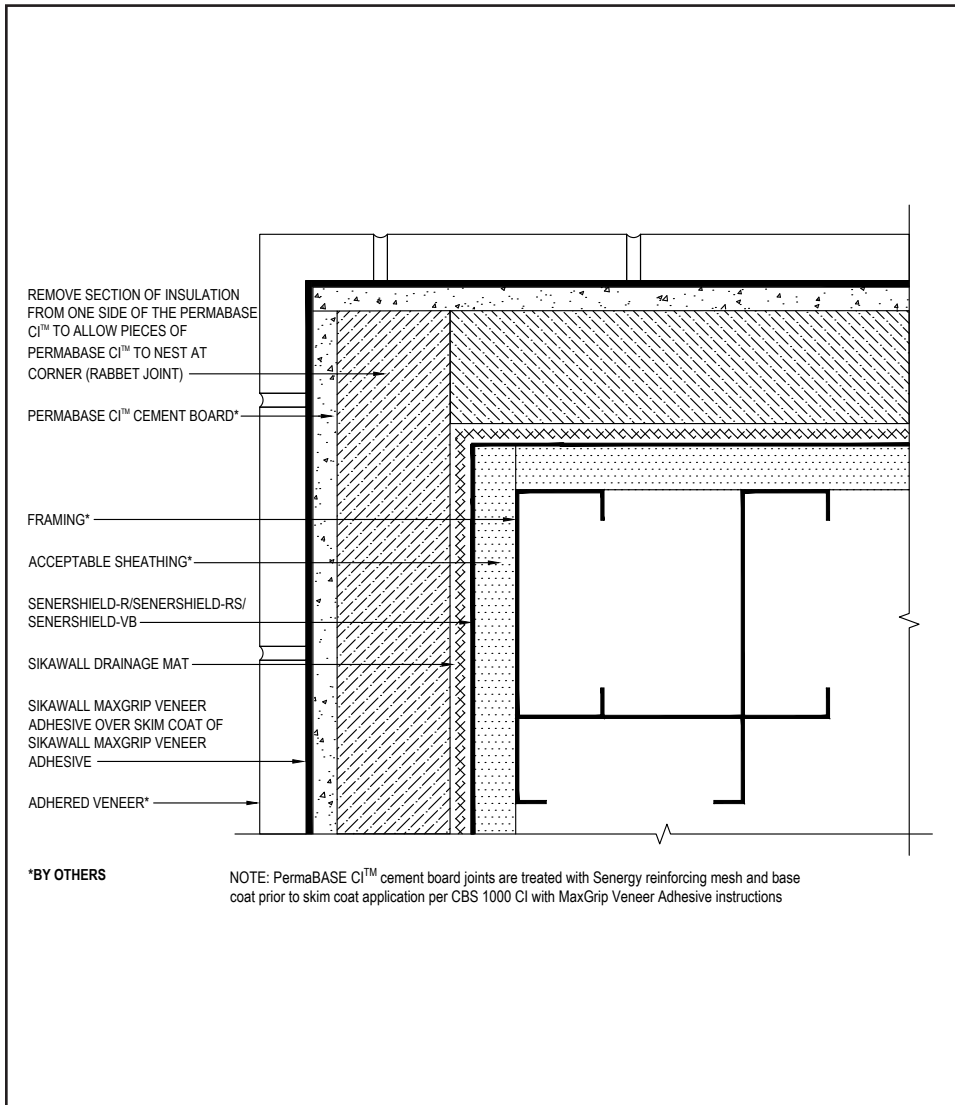 REMOVE SECTION OF INSULATION
FROM ONE SIDE OF THE PERMABASE
CI™ TO ALLOW PIECES OF
PERMABASE CI™ TO NEST AT
CORNER (RABBET JOINT)
PERMABASE CI™ CEMENT BOARD*
FRAMING*
ACCEPTABLE SHEATHING*
SENERSHIELD-R/SENERSHIELD-RS/
SENERSHIELD-VB
SIKAWALL DRAINAGE MAT
SIKAWALL MAXGRIP VENEER
ADHESIVE OVER SKIM COAT OF
SIKAWALL MAXGRIP VENEER
ADHESIVE
ADHERED VENEER*
*BY OTHERS
NOTE: PermaBASE CI™ cement board joints are treated with Senergy reinforcing mesh and base
coat prior to skim coat application per CBS 1000 CI with MaxGrip Veneer Adhesive instructions